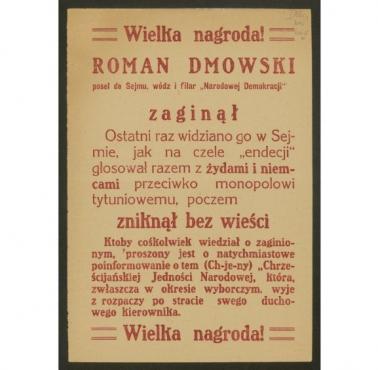 Wielka nagroda!
ROMAN DMOWSKI
poseł do Sejmu, wódz i filar „Narodowej Demokracji"
zaginął
Ostatni raz widziano go w Sej-
mie, jak na czele „endecji"
głosował razem z żydami i niem-
cami przeciwko monopolowi
tytuniowemu, poczem
zniknął bez wieści
Ktoby cośkolwiek wiedział o zaginio-
nym, proszony jest o natychmiastowe
poinformowanie o tem (Ch-je-ny) „Chrze-
ścijańskiej Jedności Narodowej, która,
zwłaszcza w okresie wyborczym, wyje
z rozpaczy po stracie swego ducho-
wego kierownika.
Wielka nagroda!